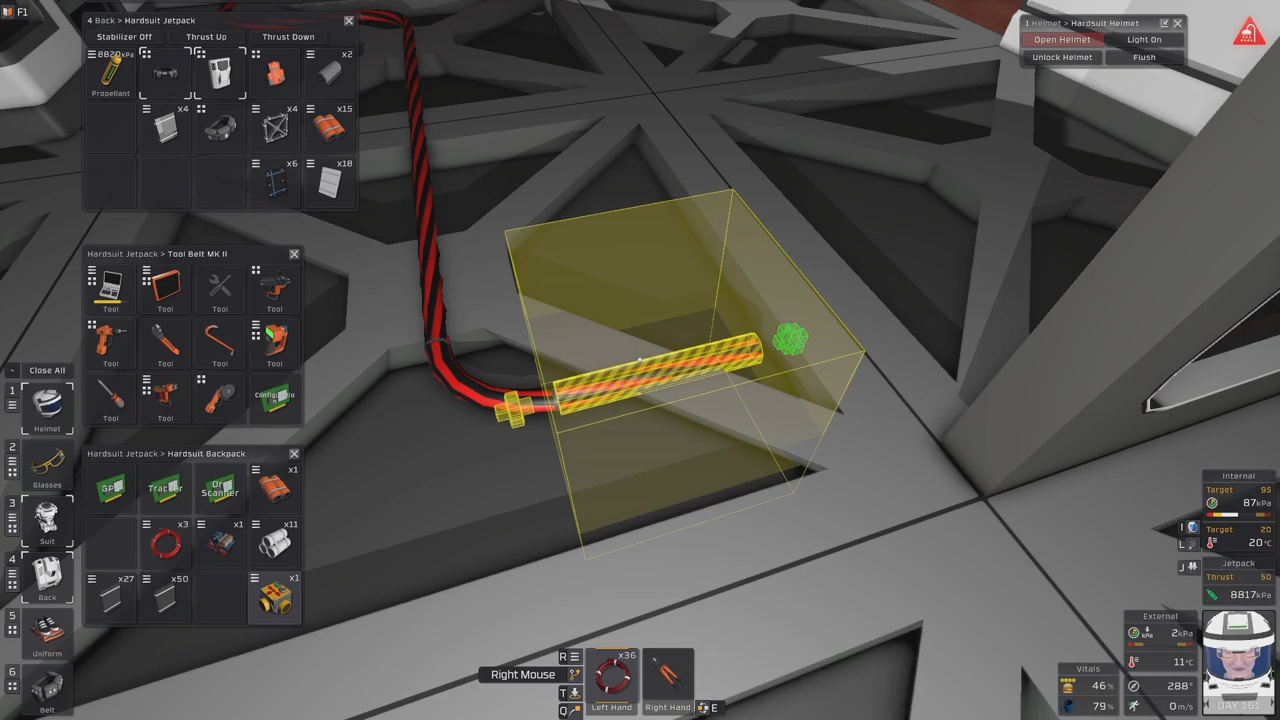 F1
4 Back > Hardsuit Jetpack
Stabilizer Off Thrust Up Thrust Down
8820kPa x2
Propellant
x4 x4 x15
x6 x18
Hardsuit Jetpack > Tool Belt MK II
Tool Tool Tool Tool
Tool Tool Tool Tool
Tool Tool Tool
Hardsuit Jetpack > Hardsuit Backpack
GPS Tracker Ore Scanner x1
x3 x1 x11
x27 x50 x1
- Close All
1 Helmet
2 Glasses
3 Suit
4 Back
5 Uniform
6 Belt
1 Helmet > Hardsuit Helmet
Open Helmet Light On
Unlock Helmet Flush
Right Mouse
R
T
Q
x36
Left Hand Right Hand E
Internal
Target 95
87kPa
Target 20
20°C
I
L
J
Jetpack
Thrust 50
8817kPa
External
kPa 2kPa
11°C
288°
0m/s
Vitals
46%
79%
DAY 161